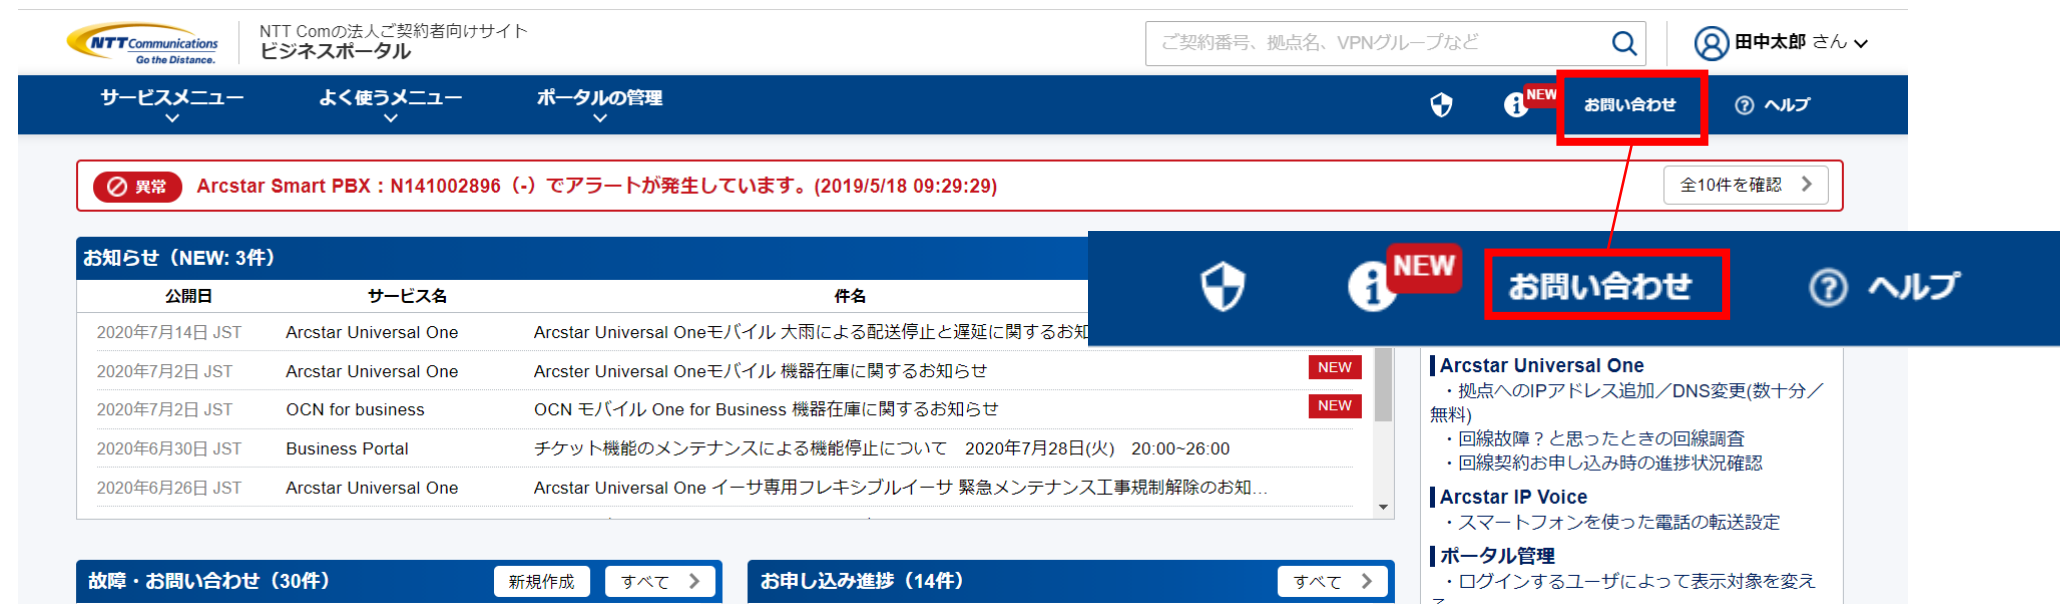 NTT Communications
Go the Distance.
NTT Comの法人ご契約者向けサイト
ビジネスポータル
ご契約番号、拠点名、VPNグループなど
田中太郎 さん
サービスメニュー
よく使うメニュー
ポータルの管理
NEW
お問い合わせ
ヘルプ
異常 Arcstar Smart PBX：N141002896（-）でアラートが発生しています。(2019/5/18 09:29:29)
全10件を確認
お知らせ（NEW: 3件）
NEW
お問い合わせ
ヘルプ
公開日 サービス名 件名
2020年7月14日 JST Arcstar Universal One Arcstar Universal Oneモバイル 大雨による配送停止と遅延に関するお知
2020年7月2日 JST Arcstar Universal One Arcster Universal Oneモバイル 機器在庫に関するお知らせ NEW
2020年7月2日 JST OCN for business OCN モバイル One for Business 機器在庫に関するお知らせ NEW
2020年6月30日 JST Business Portal チケット機能のメンテナンスによる機能停止について　2020年7月28日(火)　20:00~26:00
2020年6月26日 JST Arcstar Universal One Arcstar Universal One イーサ専用フレキシブルイーサ 緊急メンテナンス工事規制解除のお知...
Arcstar Universal One
・拠点へのIPアドレス追加／DNS変更(数十分／
無料)
・回線故障？と思ったときの回線調査
・回線契約お申し込み時の進捗状況確認
Arcstar IP Voice
・スマートフォンを使った電話の転送設定
ポータル管理
・ログインするユーザによって表示対象を変え
故障・お問い合わせ（30件）
新規作成
すべて
お申し込み進捗（14件）
すべて